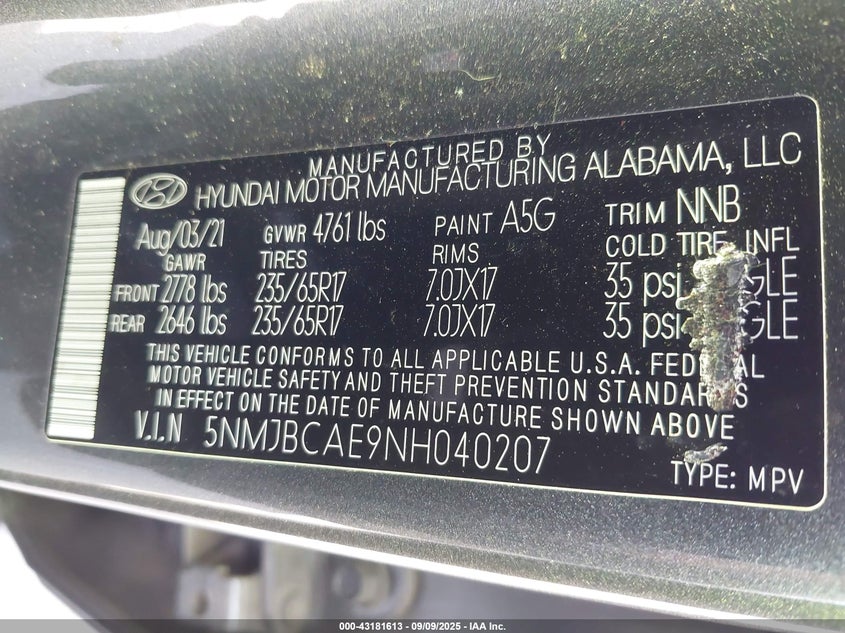 MANUFACTURED BY
HYUNDAI MOTOR MANUFACTURING ALABAMA, LLC
Aug/03/21 GVWR 4761 lbs PAINT A5G TRIM NNB
GAWR TIRES RIMS COLD TIRE INFL
FRONT 2778 lbs 235/65R17 7.0JX17 35 psi
REAR 2646 lbs 235/65R17 7.0JX17 35 psi
THIS VEHICLE CONFORMS TO ALL APPLICABLE U.S.A. FEDERAL
MOTOR VEHICLE SAFETY AND THEFT PREVENTION STANDARDS
IN EFFECT ON THE DATE OF MANUFACTURE SHOWN ABOVE
V.I.N 5NMJBCAE9NH040207
TYPE: MPV
000-43181613 - 09/09/2025 - IAA Inc.